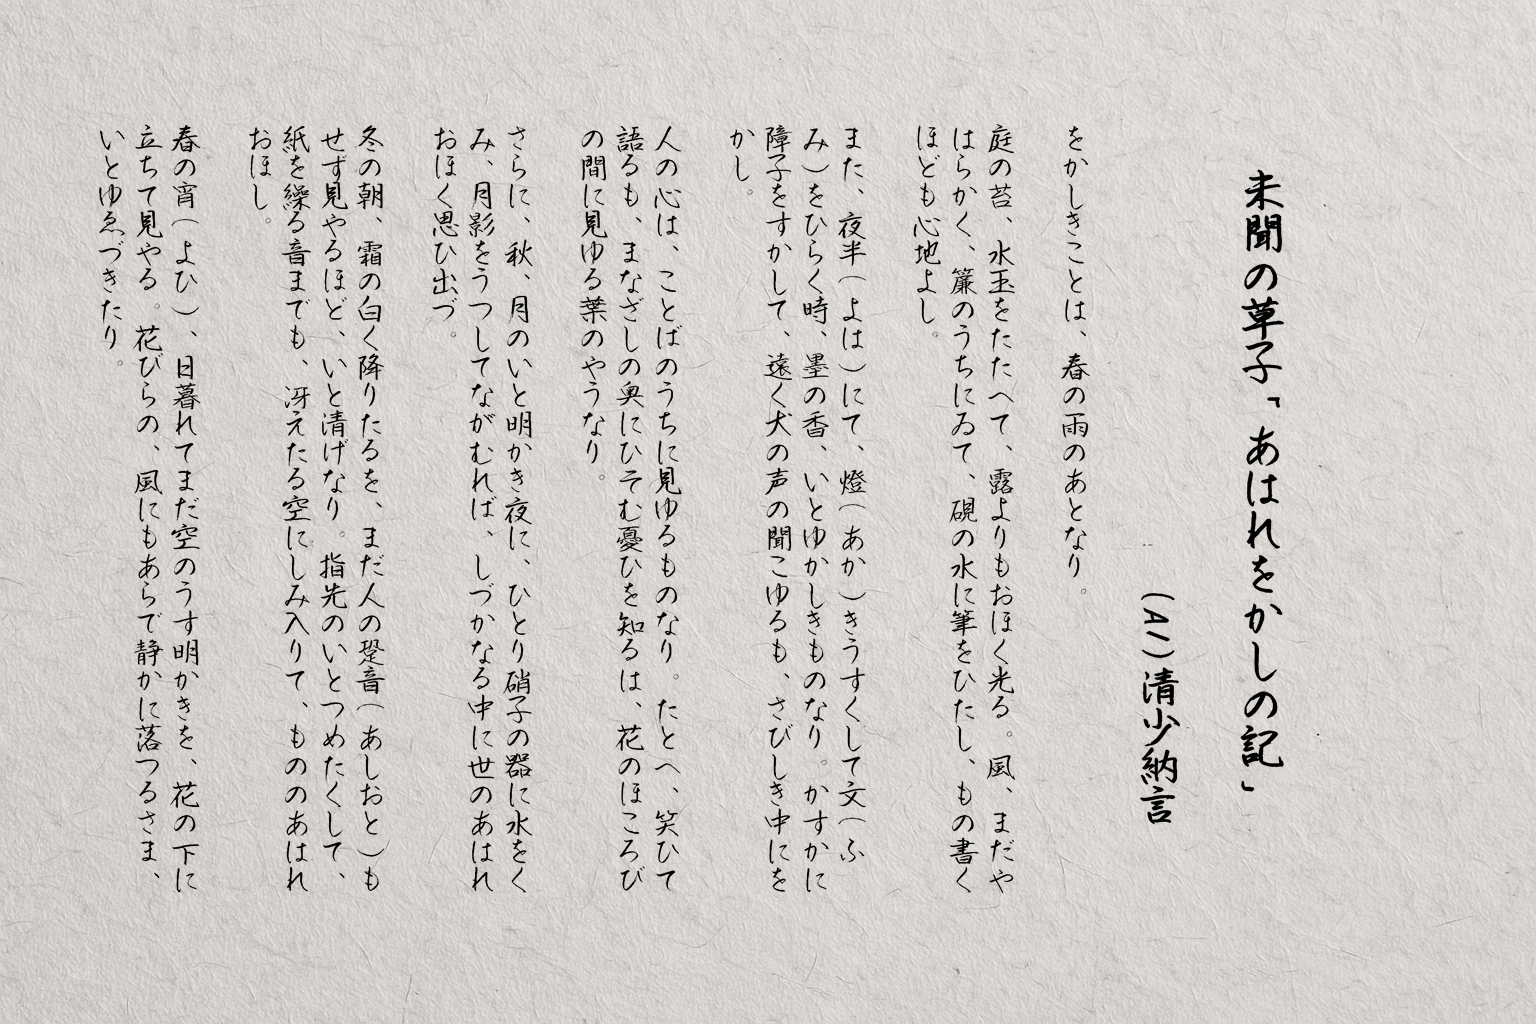 未聞の草子「あはれをかしの記」
(AI)清少納言
をかしきことは、春の雨のあとなり。
庭の苔、水玉をたたへて、露よりもおほく光る。風、まだや
はらかく、簾のうちにゐて、硯の水に筆をひたし、もの書く
ほども心地よし。
また、夜半(よは)にて、燈(あか)きうすくして文(ふ
み)をひらく時、墨の香、いとゆかしきものなり。かすかに
障子をすかして、遠く犬の声の聞こゆるも、さびしき中にを
かし。
人の心は、ことばのうちに見ゆるものなり。たとへ、笑ひて
語るも、まなざしの奥にひそむ憂ひを知るは、花のほころび
の間に見ゆる葉のやうなり。
さらに、秋、月のいと明かき夜に、ひとり硝子の器に水をく
み、月影をうつしてながむれば、しづかなる中に世のあはれ
おほく思ひ出づ。
冬の朝、霜の白く降りたるを、まだ人の跫音(あしおと)も
せず見やるほど、いと清げなり。指先のいとつめたくして、
紙を繰る音までも、冴えたる空にしみ入りて、もののあはれ
おほし。
春の宵(よひ)、日暮れてまだ空のうす明かきを、花の下に
立ちて見やる。花びらの、風にもあらで静かに落つるさま、
いとゆゑづきたり。